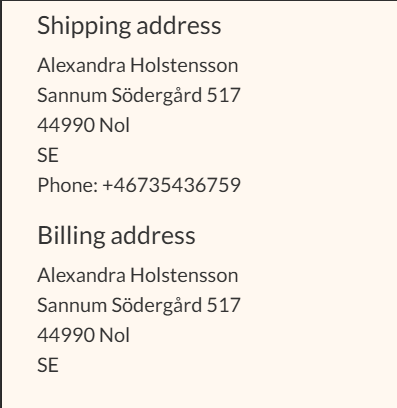 Shipping address
Alexandra Holstensson
Sannum Södergård 517
44990 Nol
SE
Phone: +46735436759
Billing address
Alexandra Holstensson
Sannum Södergård 517
44990 Nol
SE